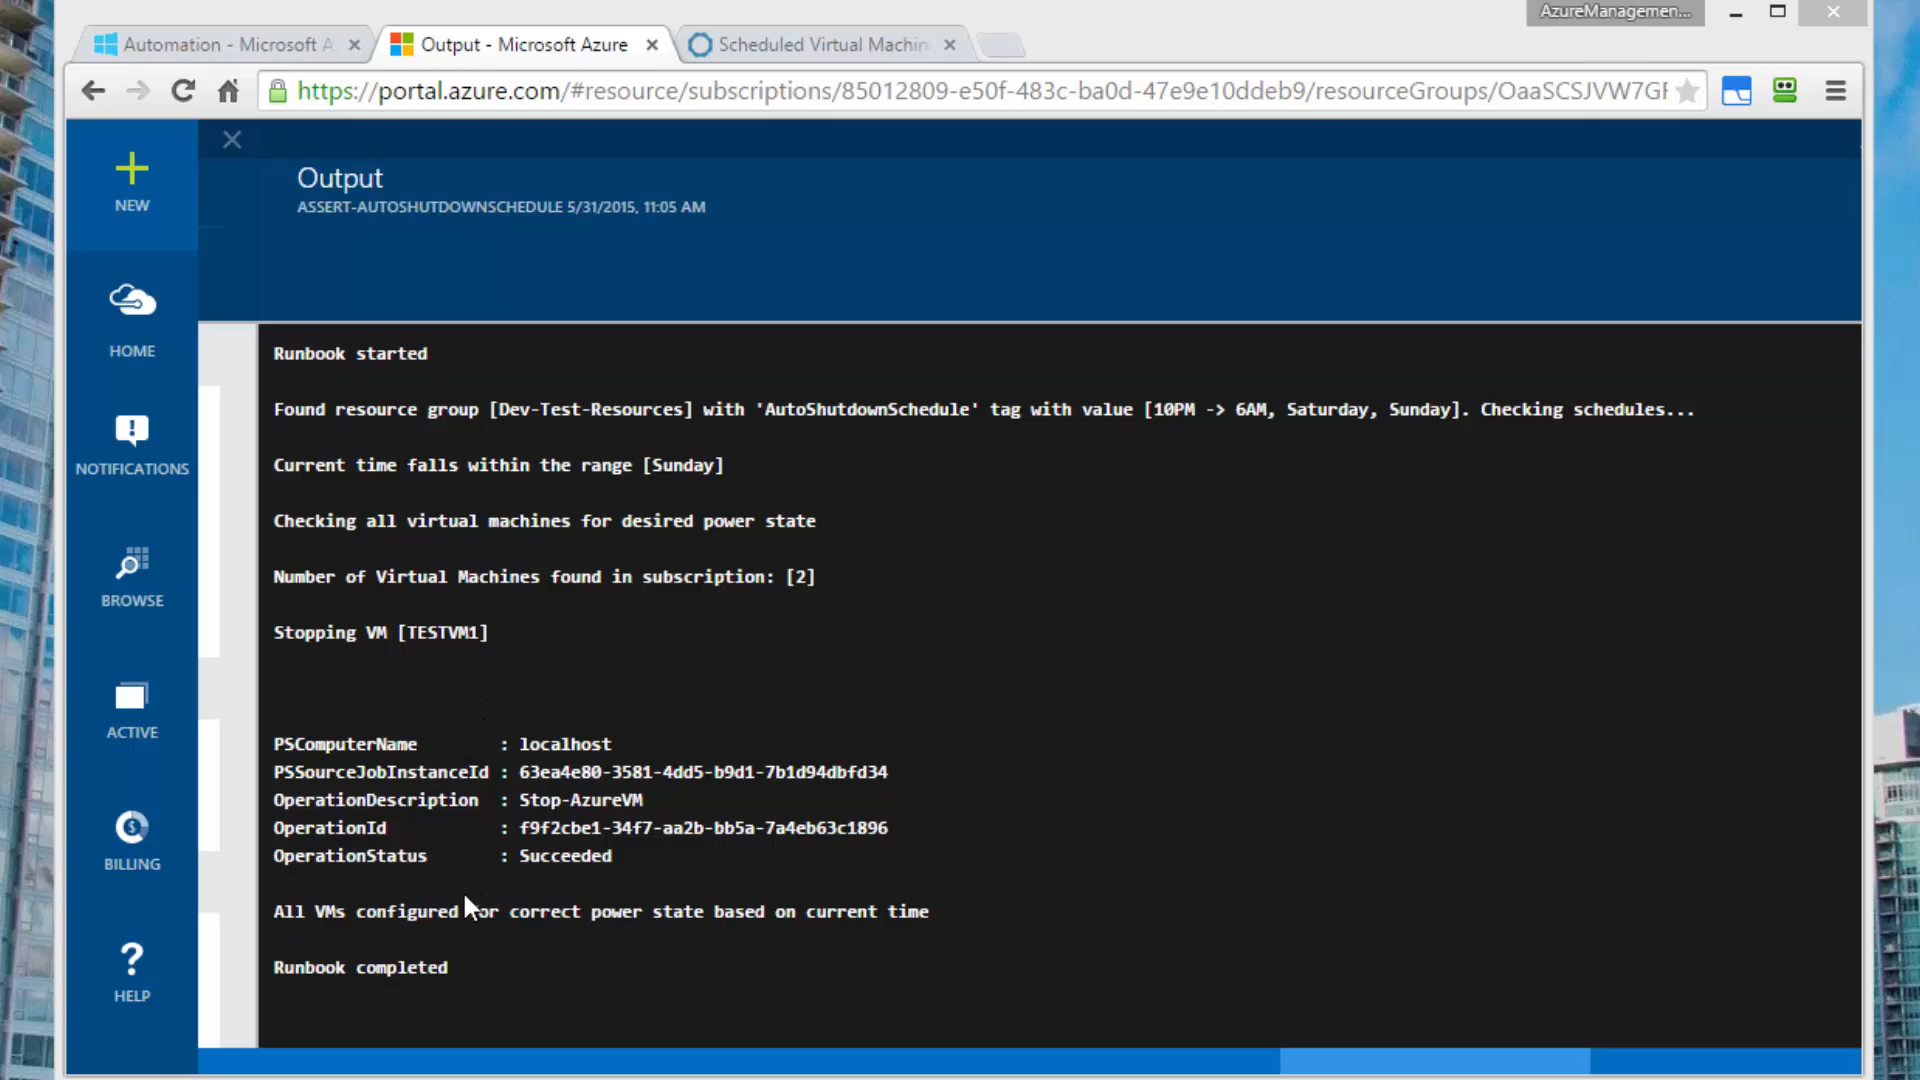 AzureManagemen...
Automation - Microsoft A
Output - Microsoft Azure
Scheduled Virtual Machin
https://portal.azure.com/#resource/subscriptions/85012809-e50f-483c-ba0d-47e9e10ddeb9/resourceGroups/OaaSCSJVW7GF
NEW
HOME
NOTIFICATIONS
BROWSE
ACTIVE
BILLING
HELP
Output
ASSERT-AUTOSHUTDOWNSCHEDULE 5/31/2015, 11:05 AM
Runbook started
Found resource group [Dev-Test-Resources] with 'AutoShutdownSchedule' tag with value [10PM -> 6AM, Saturday, Sunday]. Checking schedules...
Current time falls within the range [Sunday]
Checking all virtual machines for desired power state
Number of Virtual Machines found in subscription: [2]
Stopping VM [TESTVM1]
PSComputerName : localhost
PSSourceJobInstanceId : 63ea4e80-3581-4dd5-b9d1-7b1d94dbfd34
OperationDescription : Stop-AzureVM
OperationId : f9f2cbe1-34f7-aa2b-bb5a-7a4eb63c1896
OperationStatus : Succeeded
All VMs configured for correct power state based on current time
Runbook completed